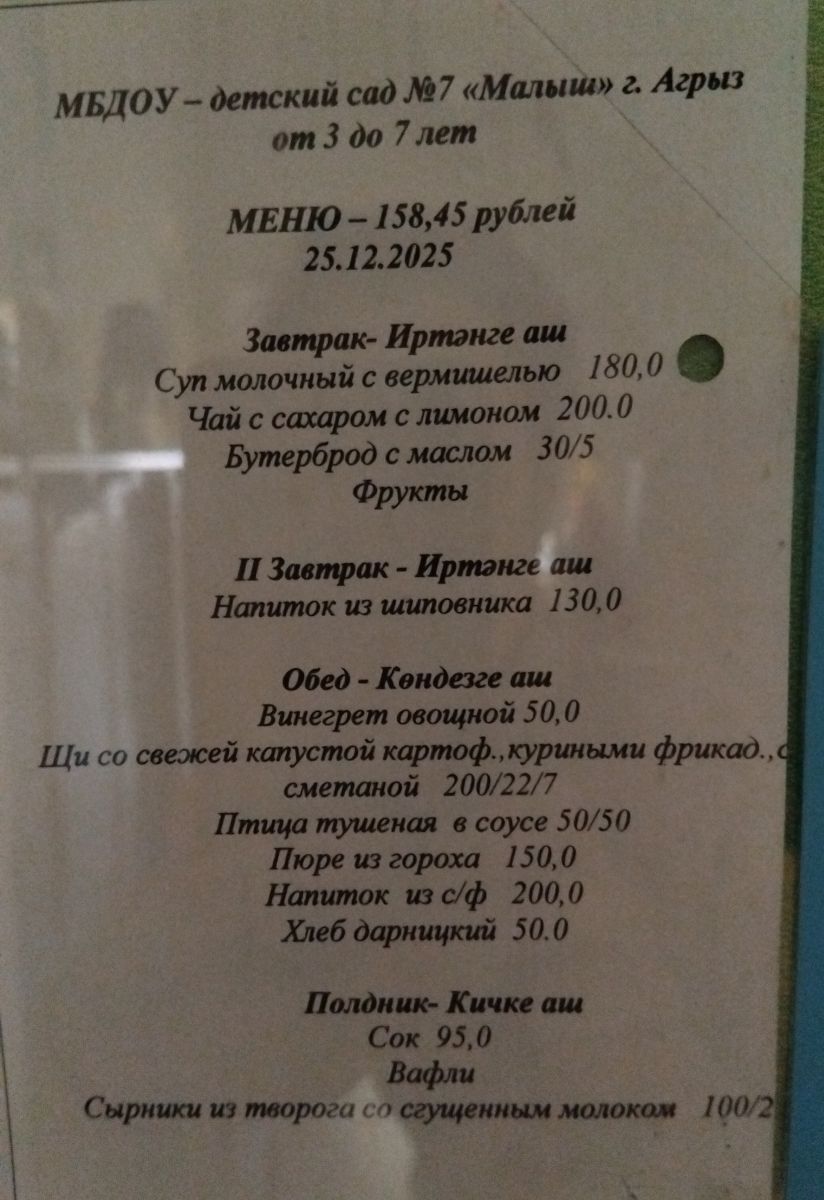 МБДОУ – детский сад №7 «Малыш» г. Агрыз
от 3 до 7 лет
МЕНЮ – 158,45 рублей
25.12.2025
Завтрак- Иртәнге аш
Суп молочный с вермишелью 180,0
Чай с сахаром с лимоном 200.0
Бутерброд с маслом 30/5
Фрукты
II Завтрак - Иртәнге аш
Напиток из шиповника 130,0
Обед - Көндезге аш
Винегрет овощной 50,0
Щи со свежей капустой картоф.,куриными фрикад.,с
сметаной 200/22/7
Птица тушеная в соусе 50/50
Пюре из гороха 150,0
Напиток из с/ф 200,0
Хлеб дарницкий 50.0
Полдник- Кичке аш
Сок 95,0
Вафли
Сырники из творога со сгущенным молоком